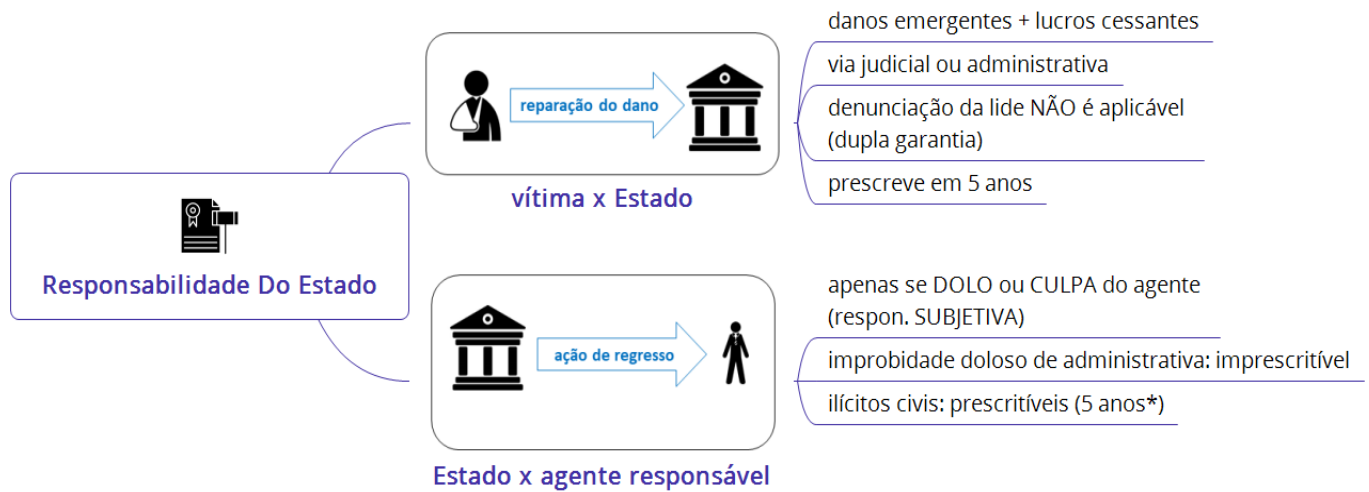 Responsabilidade Do Estado
reparação do dano
vítima x Estado
danos emergentes + lucros cessantes
via judicial ou administrativa
denunciação da lide NÃO é aplicável
(dupla garantia)
prescreve em 5 anos
ação de regresso
Estado x agente responsável
apenas se DOLO ou CULPA do agente
(respon. SUBJETIVA)
improbidade doloso de administrativa: imprescritível
ilícitos civis: prescritíveis (5 anos*)